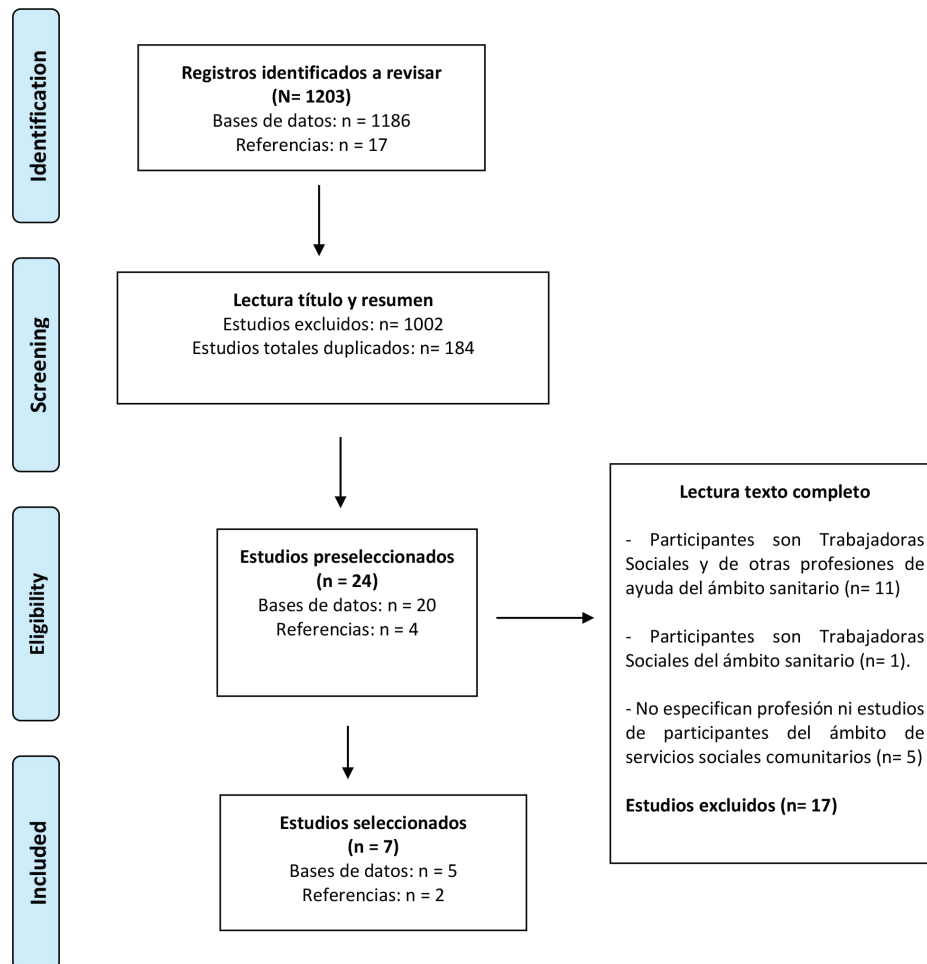 Identification
Registros identificados a revisar
(N= 1203)
Bases de datos: n = 1186
Referencias: n = 17
Screening
Lectura título y resumen
Estudios excluidos: n= 1002
Estudios totales duplicados: n= 184
Eligibility
Estudios preseleccionados
(n = 24)
Bases de datos: n = 20
Referencias: n = 4
Lectura texto completo
- Participantes son Trabajadoras
Sociales y de otras profesiones de
ayuda del ámbito sanitario (n= 11)
- Participantes son Trabajadoras
Sociales del ámbito sanitario (n= 1).
- No especifican profesión ni estudios
de participantes del ámbito de
servicios sociales comunitarios (n= 5)
Estudios excluidos (n= 17)
Included
Estudios seleccionados
(n = 7)
Bases de datos: n = 5
Referencias: n = 2